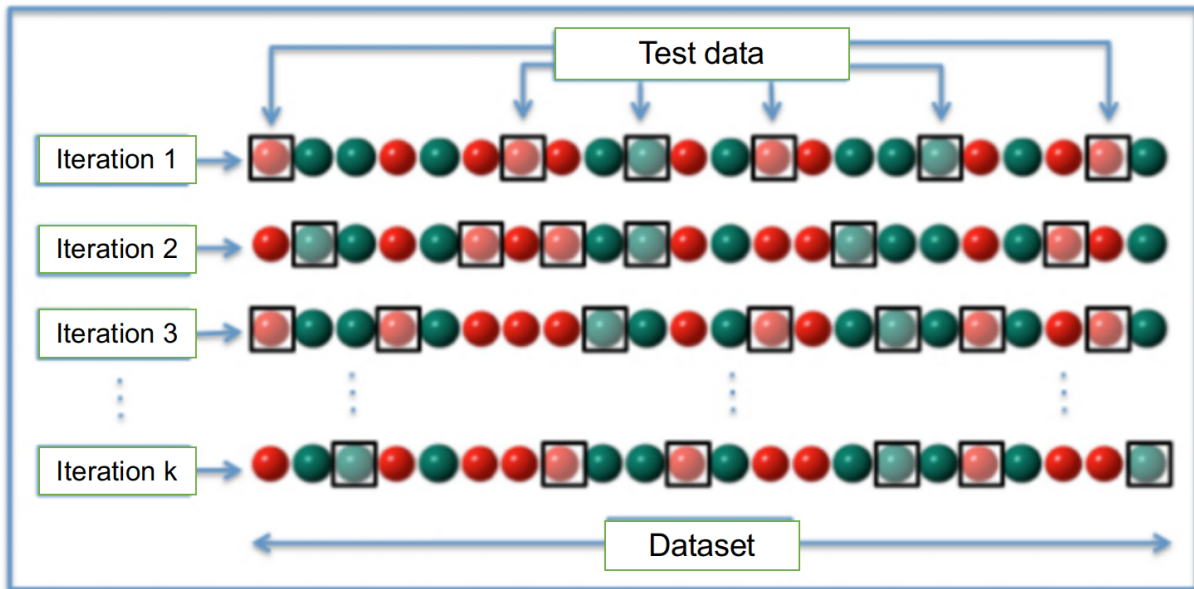 Test data
Iteration 1
Iteration 2
Iteration 3
Iteration k
Dataset